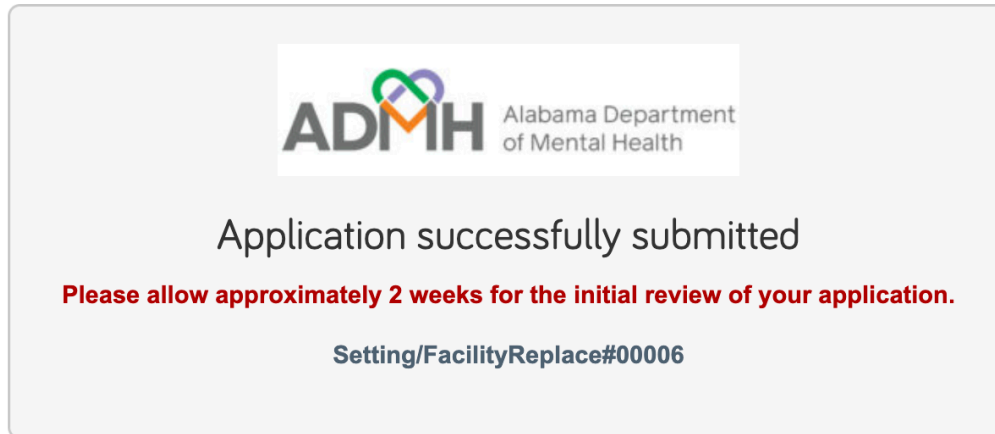 ADMH
Alabama Department
of Mental Health
Application successfully submitted
Please allow approximately 2 weeks for the initial review of your application.
Setting/FacilityReplace#00006